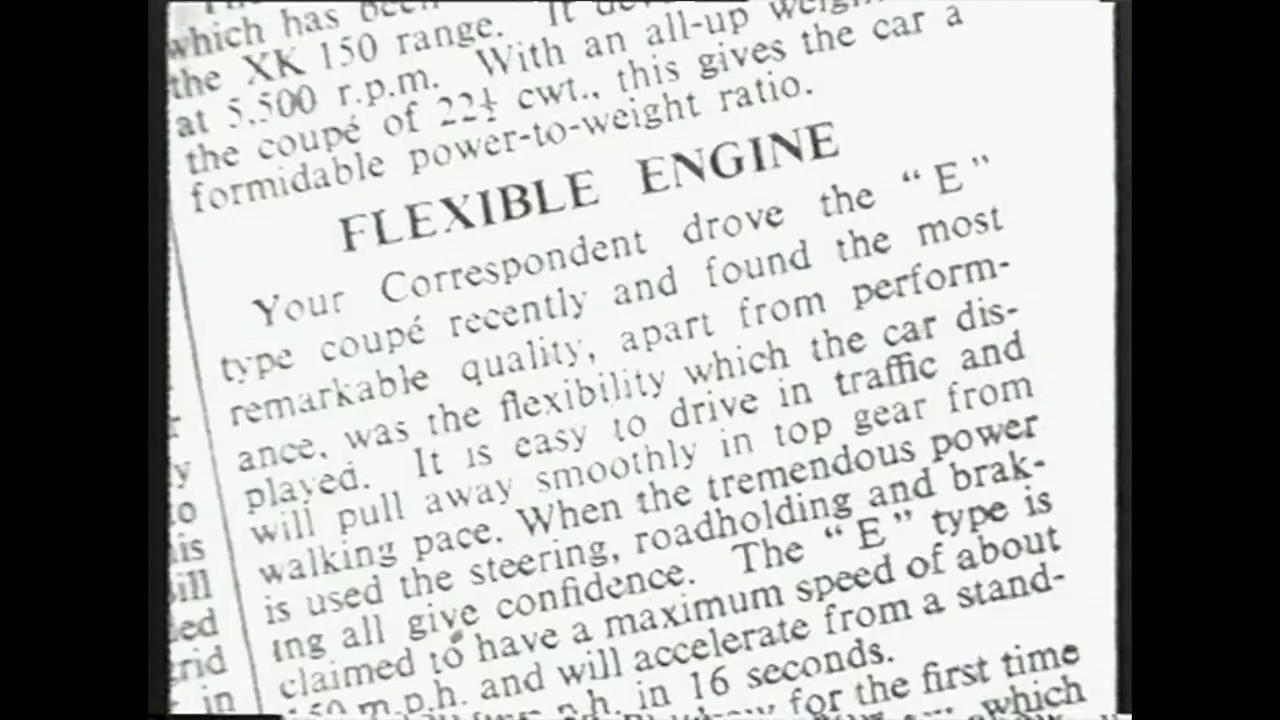 which has been
the XK 150 range. It
at 5,500 r.p.m. With an all-up
the coupé of 22½ cwt., this gives the car a
formidable power-to-weight ratio.
FLEXIBLE ENGINE
Your Correspondent drove the “E”
type coupé recently and found the most
remarkable quality, apart from perform-
ance, was the flexibility which the car dis-
played. It is easy to drive in traffic and
will pull away smoothly in top gear from
walking pace. When the tremendous power
is used the steering, roadholding and brak-
ing all give confidence. The “E” type is
claimed to have a maximum speed of about
m.p.h. and will accelerate from a stand-
in 16 seconds.
for the first time
which